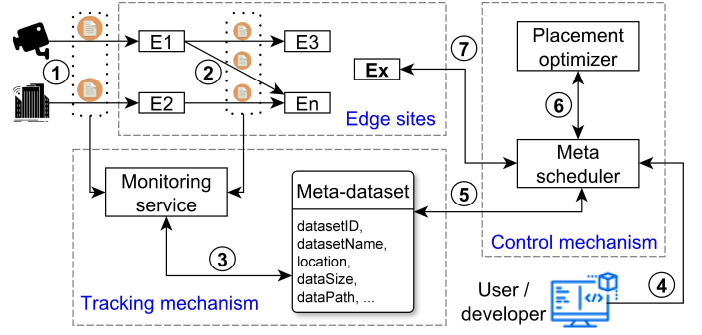 1
E1
E2
2
E3
En
Ex
Edge sites
7
Placement
optimizer
6
Meta
scheduler
Control mechanism
Monitoring
service
3
Tracking mechanism
Meta-dataset
datasetID,
datasetName,
location,
dataSize,
dataPath, ...
5
User /
developer
4